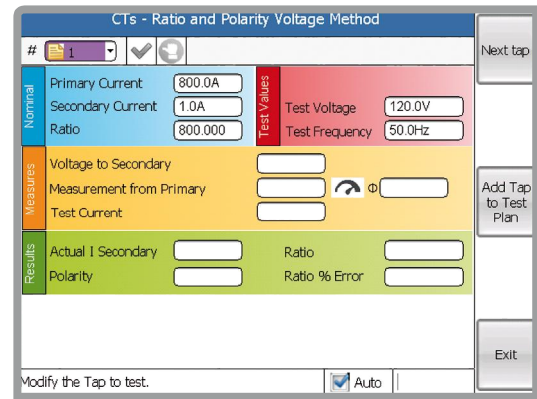 CTs - Ratio and Polarity Voltage Method
# 1
Next tap
Nominal
Primary Current 800.0A
Secondary Current 1.0A
Ratio 800.000
Test Values
Test Voltage 120.0V
Test Frequency 50.0Hz
Measures
Voltage to Secondary
Measurement from Primary Φ
Test Current
Add Tap
to Test
Plan
Results
Actual I Secondary Ratio
Polarity Ratio % Error
Exit
Modify the Tap to test. Auto